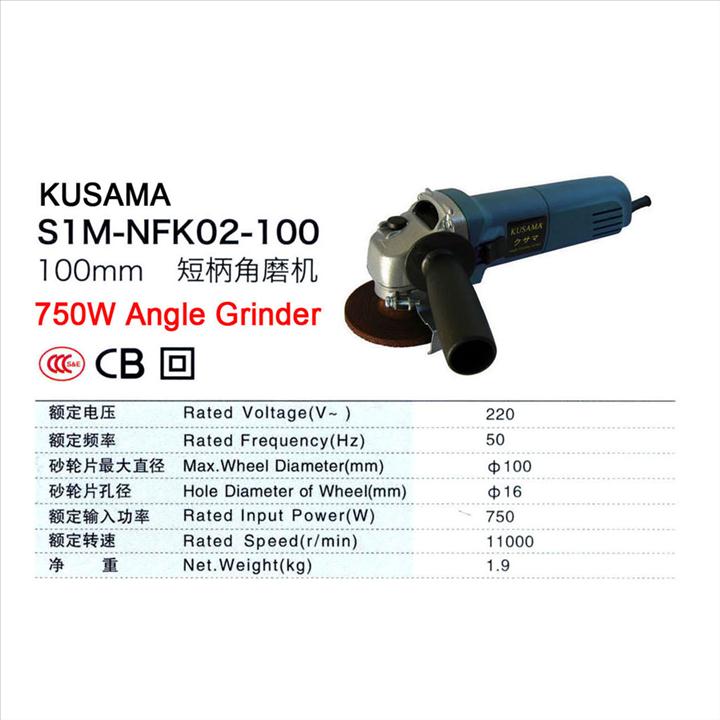 KUSAMA
S1M-NFK02-100
100mm 短柄角磨机
750W Angle Grinder
CCC S&E CB
KUSAMA
クサマ
额定电压 Rated Voltage(V~ ) 220
额定频率 Rated Frequency(Hz) 50
砂轮片最大直径 Max.Wheel Diameter(mm) ф100
砂轮片孔径 Hole Diameter of Wheel(mm) ф16
额定输入功率 Rated Input Power(W) 750
额定转速 Rated Speed(r/min) 11000
净 重 Net.Weight(kg) 1.9